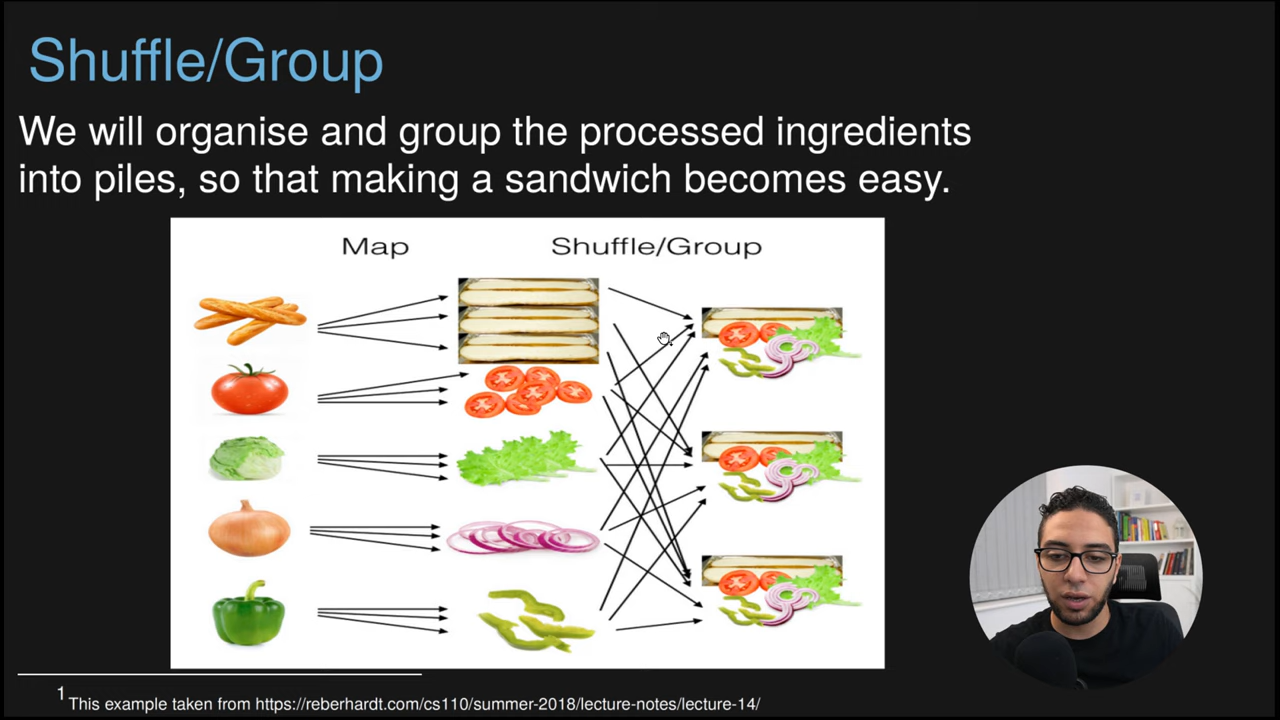 Shuffle/Group
We will organise and group the processed ingredients
into piles, so that making a sandwich becomes easy.
Map Shuffle/Group
1 This example taken from https://reberhardt.com/cs110/summer-2018/lecture-notes/lecture-14/